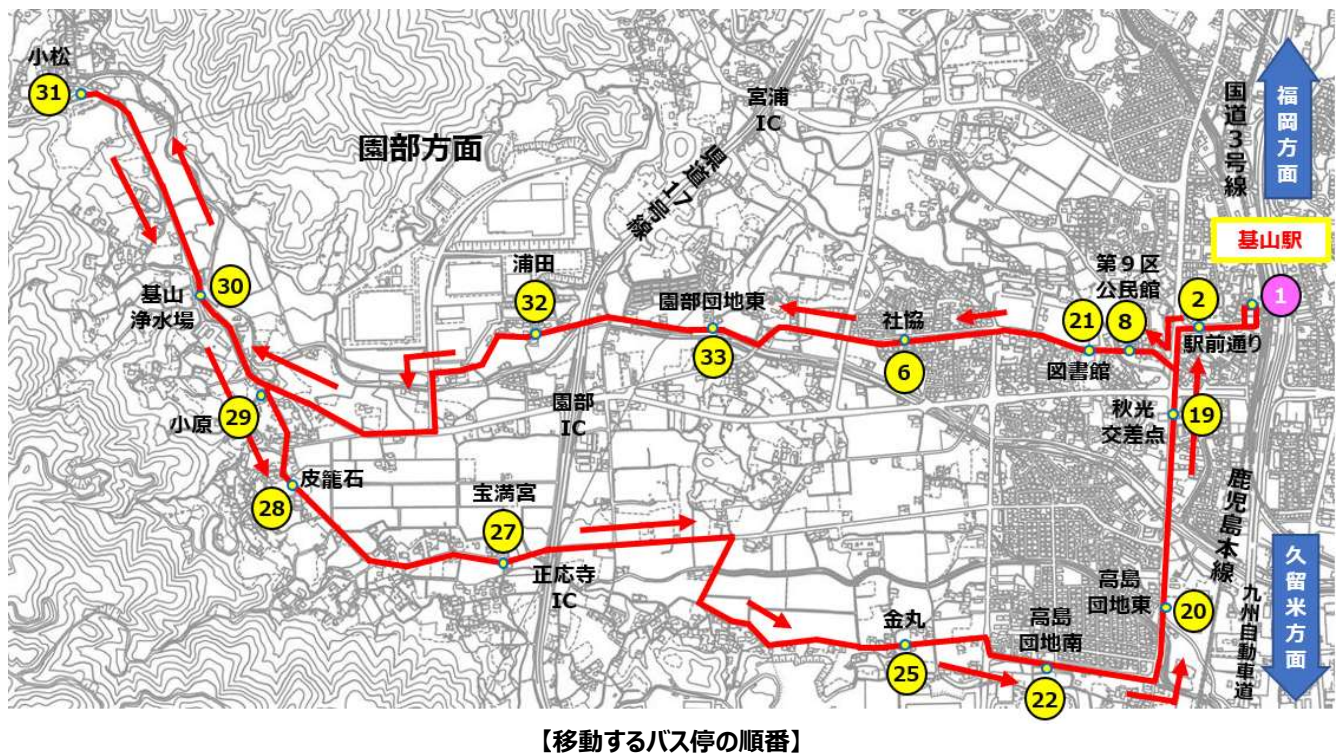 小松
31
宮浦
IC
国道3号線
福岡方面
園部方面
県道17号線
基山駅
浦田
32
園部団地東
33
社協
6
第9区
公民館
21
8
2
1
駅前通り
図書館
基山
浄水場
30
小原
29
園部
IC
秋光
交差点
19
皮籠石
28
宝満宮
27
正応寺
IC
鹿児島本線
久留米方面
九州自動車道
高島
団地東
20
金丸
25
高島
団地南
22
【移動するバス停の順番】